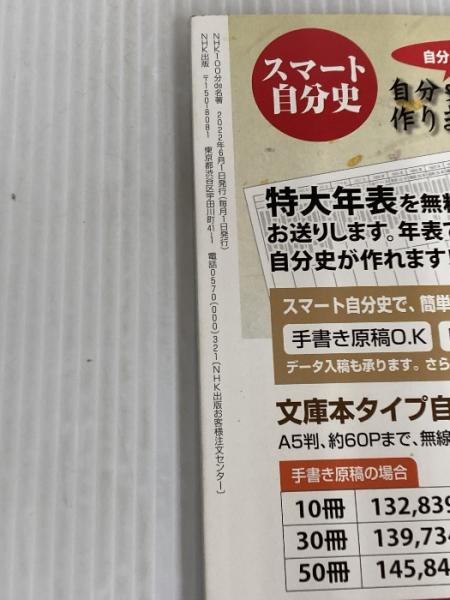 NHK100分de名著 2022年6月1日発行(毎月1日発行)
NHK出版 〒1508081 東京都渋谷区宇田川町41-1 電話0570(000)321[NHK出版お客様注文センター]
スマート
自分史
自分
自分史
作りま
特大年表を無料
お送りします。年表で
自分史が作れます!
スマート自分史で、簡単
手書き原稿O.K
データ入稿も承ります。さら
文庫本タイプ自
A5判、約60Pまで、無線
手書き原稿の場合
10冊 132,839
30冊 139,734
50冊 145,84